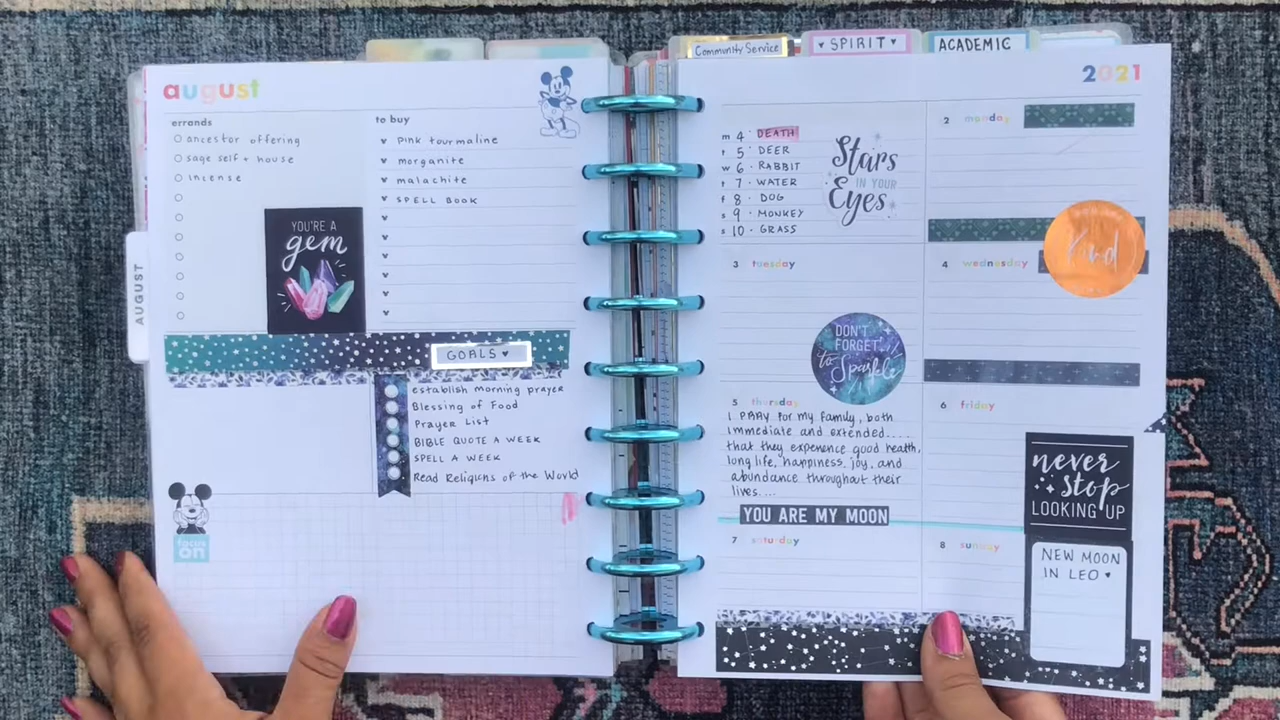 Community Service
♥ SPIRIT ♥
ACADEMIC
AUGUST
august
errands
ancestor offering
sage self + house
incense
to buy
Pink tourmaline
morganite
malachite
SPELL BOOK
YOU'RE A
gem
GOALS ♥
establish morning prayer
Blessing of Food
Prayer List
BIBLE QUOTE A WEEK
SPELL A WEEK
Read Religions of the World
focus
on
2021
m 4 · DEATH
t 5 · DEER
w 6 · RABBIT
t 7 · WATER
f 8 · DOG
s 9 · MONKEY
s 10 · GRASS
Stars
IN YOUR
Eyes
2 monday
3 tuesday
DON'T
FORGET
to Sparkle
4 wednesday
Kind
5 thursday
I PRAY for my family, both
immediate and extended.....
that they experience good health,
long life, happiness, joy, and
abundance throughout their
lives....
YOU ARE MY MOON
6 friday
never
stop
LOOKING UP
7 saturday
8 sunday
NEW MOON
IN LEO ♥